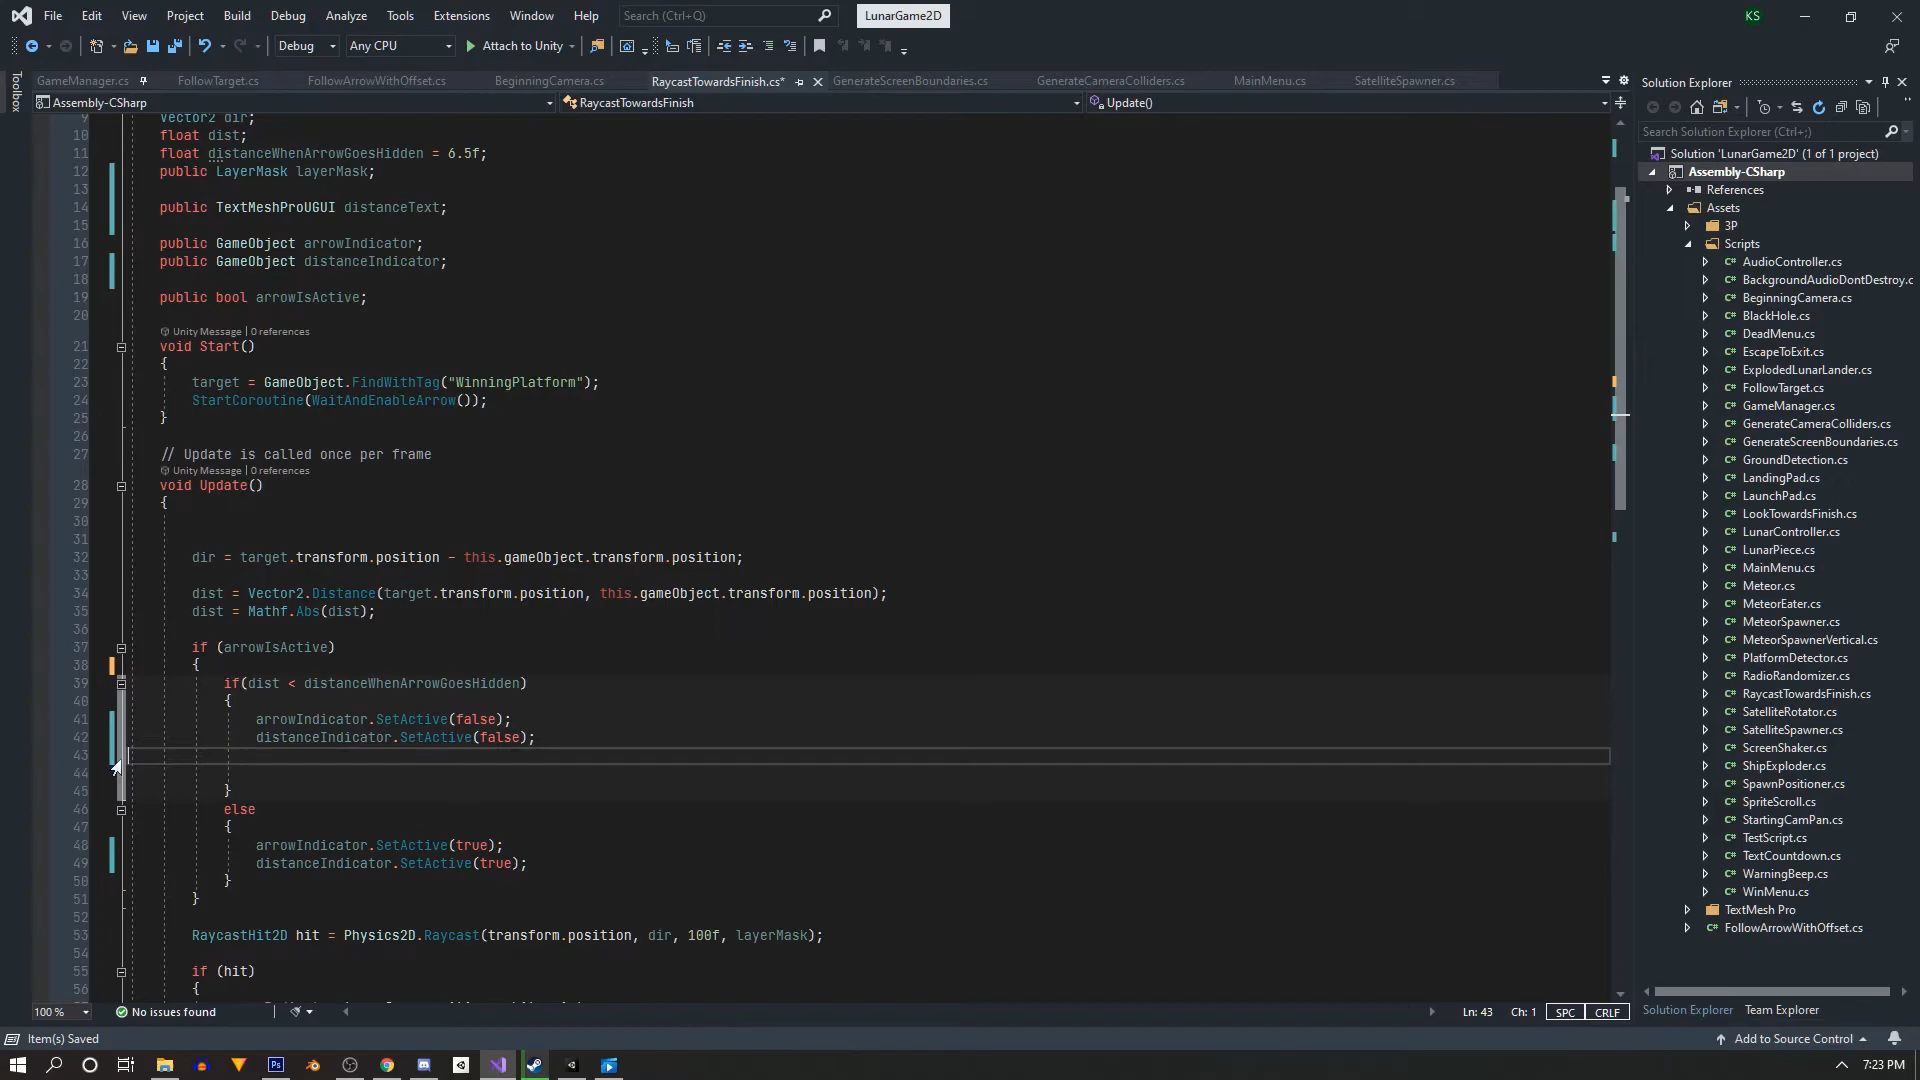 File Edit View Project Build Debug Analyze Tools Extensions Window Help Search (Ctrl+Q) LunarGame2D KS
Debug Any CPU Attach to Unity
Toolbox
GameManager.cs FollowTarget.cs FollowArrowWithOffset.cs BeginningCamera.cs RaycastTowardsFinish.cs* GenerateScreenBoundaries.cs GenerateCameraColliders.cs MainMenu.cs SatelliteSpawner.cs
Assembly-CSharp RaycastTowardsFinish Update()
9 Vector2 dir;
10 float dist;
11 float distanceWhenArrowGoesHidden = 6.5f;
12 public LayerMask layerMask;
13
14 public TextMeshProUGUI distanceText;
15
16 public GameObject arrowIndicator;
17 public GameObject distanceIndicator;
18
19 public bool arrowIsActive;
20
Unity Message | 0 references
21 void Start()
22 {
23 target = GameObject.FindWithTag("WinningPlatform");
24 StartCoroutine(WaitAndEnableArrow());
25 }
26
27 // Update is called once per frame
Unity Message | 0 references
28 void Update()
29 {
30
31
32 dir = target.transform.position - this.gameObject.transform.position;
33
34 dist = Vector2.Distance(target.transform.position, this.gameObject.transform.position);
35 dist = Mathf.Abs(dist);
36
37 if (arrowIsActive)
38 {
39 if(dist < distanceWhenArrowGoesHidden)
40 {
41 arrowIndicator.SetActive(false);
42 distanceIndicator.SetActive(false);
43
44
45 }
46 else
47 {
48 arrowIndicator.SetActive(true);
49 distanceIndicator.SetActive(true);
50 }
51 }
52
53 RaycastHit2D hit = Physics2D.Raycast(transform.position, dir, 100f, layerMask);
54
55 if (hit)
56 {
100 % No issues found Ln: 43 Ch: 1 SPC CRLF
Solution Explorer
Search Solution Explorer (Ctrl+;)
Solution 'LunarGame2D' (1 of 1 project)
Assembly-CSharp
References
Assets
3P
Scripts
C# AudioController.cs
C# BackgroundAudioDontDestroy.c
C# BeginningCamera.cs
C# BlackHole.cs
C# DeadMenu.cs
C# EscapeToExit.cs
C# ExplodedLunarLander.cs
C# FollowTarget.cs
C# GameManager.cs
C# GenerateCameraColliders.cs
C# GenerateScreenBoundaries.cs
C# GroundDetection.cs
C# LandingPad.cs
C# LaunchPad.cs
C# LookTowardsFinish.cs
C# LunarController.cs
C# LunarPiece.cs
C# MainMenu.cs
C# Meteor.cs
C# MeteorEater.cs
C# MeteorSpawner.cs
C# MeteorSpawnerVertical.cs
C# PlatformDetector.cs
C# RadioRandomizer.cs
C# RaycastTowardsFinish.cs
C# SatelliteRotator.cs
C# SatelliteSpawner.cs
C# ScreenShaker.cs
C# ShipExploder.cs
C# SpawnPositioner.cs
C# SpriteScroll.cs
C# StartingCamPan.cs
C# TestScript.cs
C# TextCountdown.cs
C# WarningBeep.cs
C# WinMenu.cs
TextMesh Pro
C# FollowArrowWithOffset.cs
Solution Explorer Team Explorer
Item(s) Saved Add to Source Control
Ps 7:23 PM